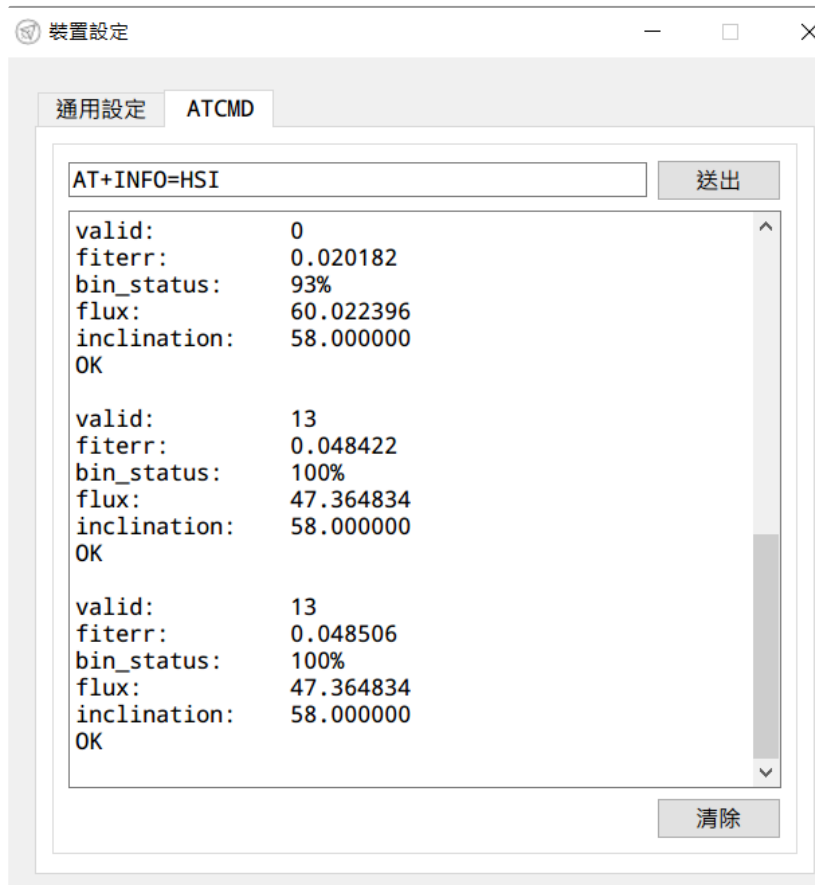 裝置設定
通用設定 ATCMD
AT+INFO=HSI 送出
valid: 0
fiterr: 0.020182
bin_status: 93%
flux: 60.022396
inclination: 58.000000
OK
valid: 13
fiterr: 0.048422
bin_status: 100%
flux: 47.364834
inclination: 58.000000
OK
valid: 13
fiterr: 0.048506
bin_status: 100%
flux: 47.364834
inclination: 58.000000
OK
清除